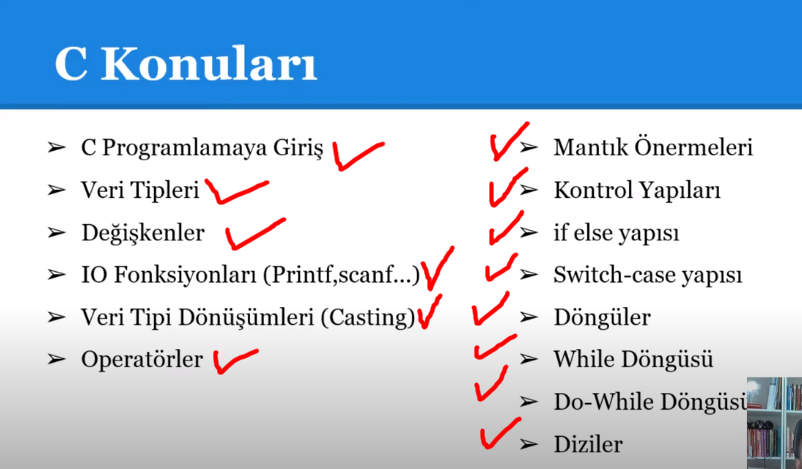 C Konuları
➢ C Programlamaya Giriş
➢ Veri Tipleri
➢ Değişkenler
➢ IO Fonksiyonları (Printf,scanf...)
➢ Veri Tipi Dönüşümleri (Casting)
➢ Operatörler
➢ Mantık Önermeleri
➢ Kontrol Yapıları
➢ if else yapısı
➢ Switch-case yapısı
➢ Döngüler
➢ While Döngüsü
➢ Do-While Döngüsü
➢ Diziler